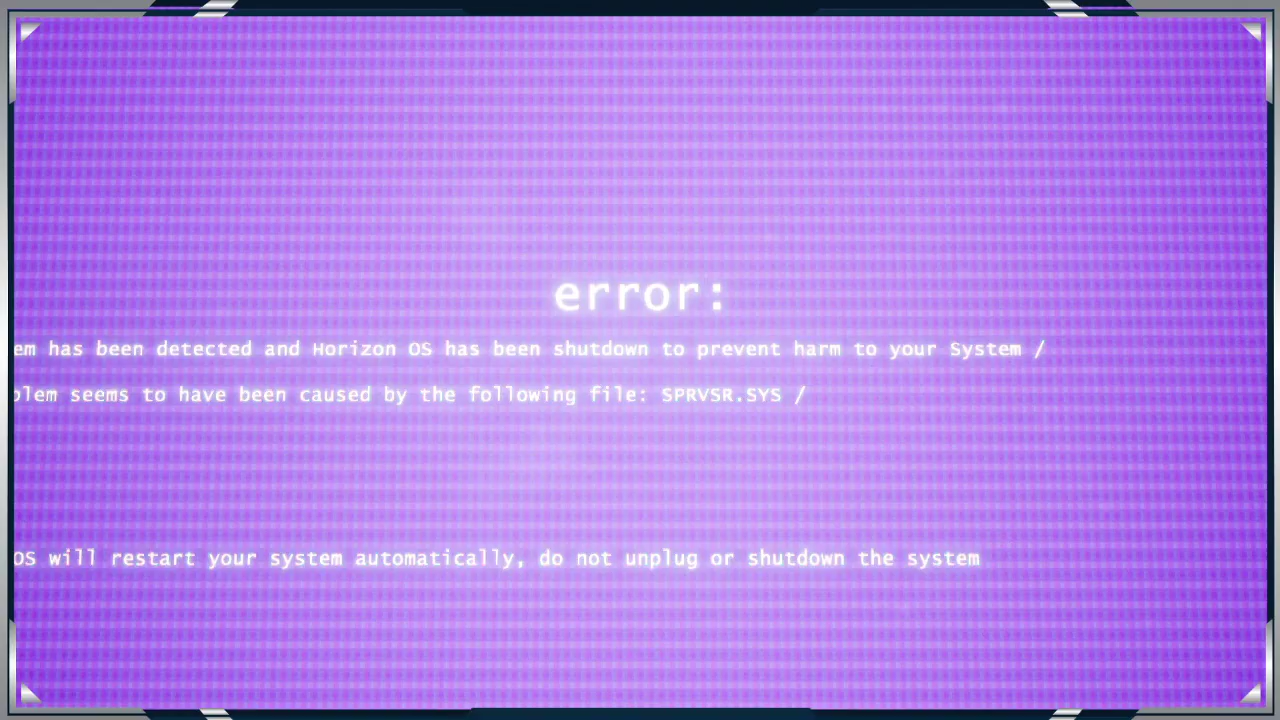 error:
em has been detected and Horizon OS has been shutdown to prevent harm to your System /
blem seems to have been caused by the following file: SPRVSR.SYS /
OS will restart your system automatically, do not unplug or shutdown the system